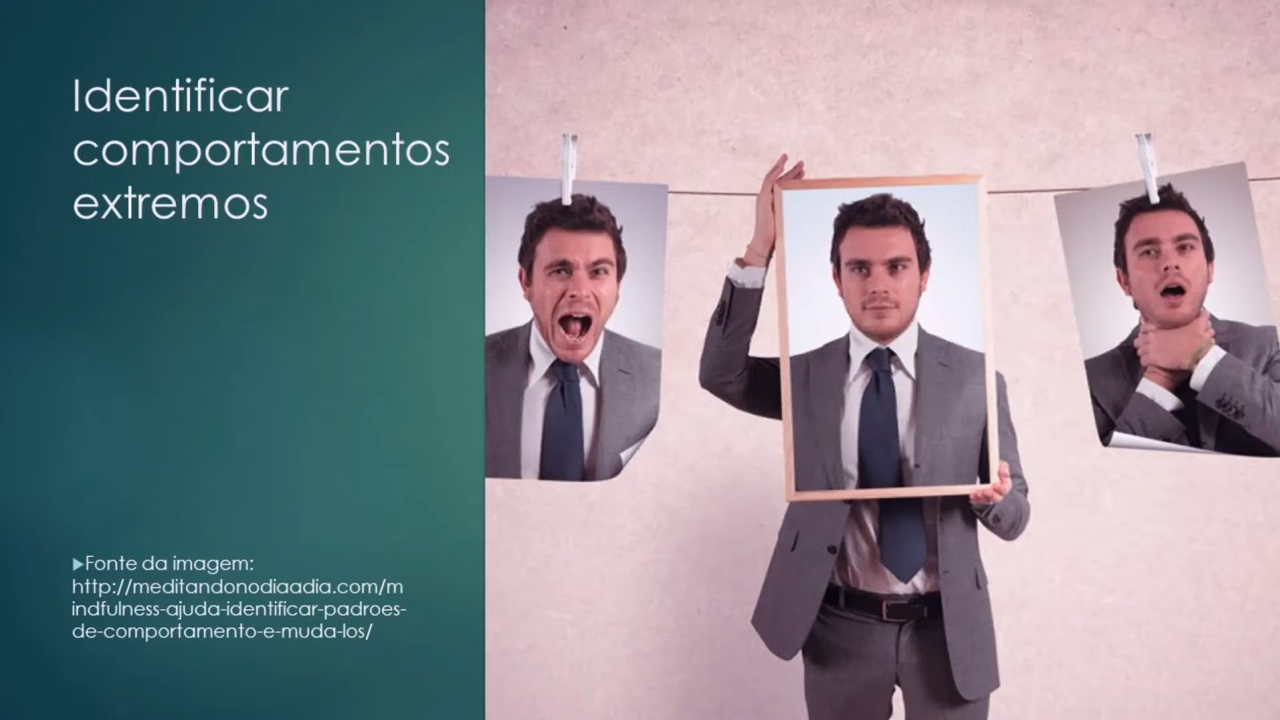 Identificar
comportamentos
extremos
▶Fonte da imagem:
http://meditandonodiaadia.com/m
indfulness-ajuda-identificar-padroes-
de-comportamento-e-muda-los/